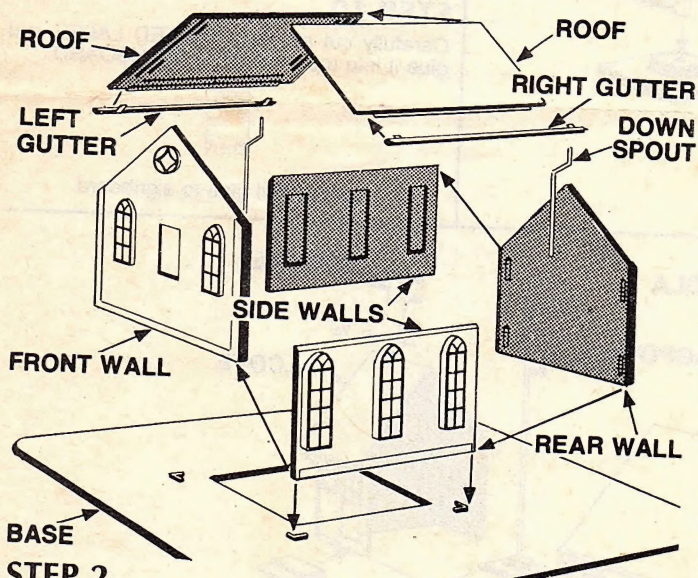 ROOF
ROOF
RIGHT GUTTER
LEFT
GUTTER
DOWN
SPOUT
SIDE WALLS
FRONT WALL
REAR WALL
BASE
STEP 2